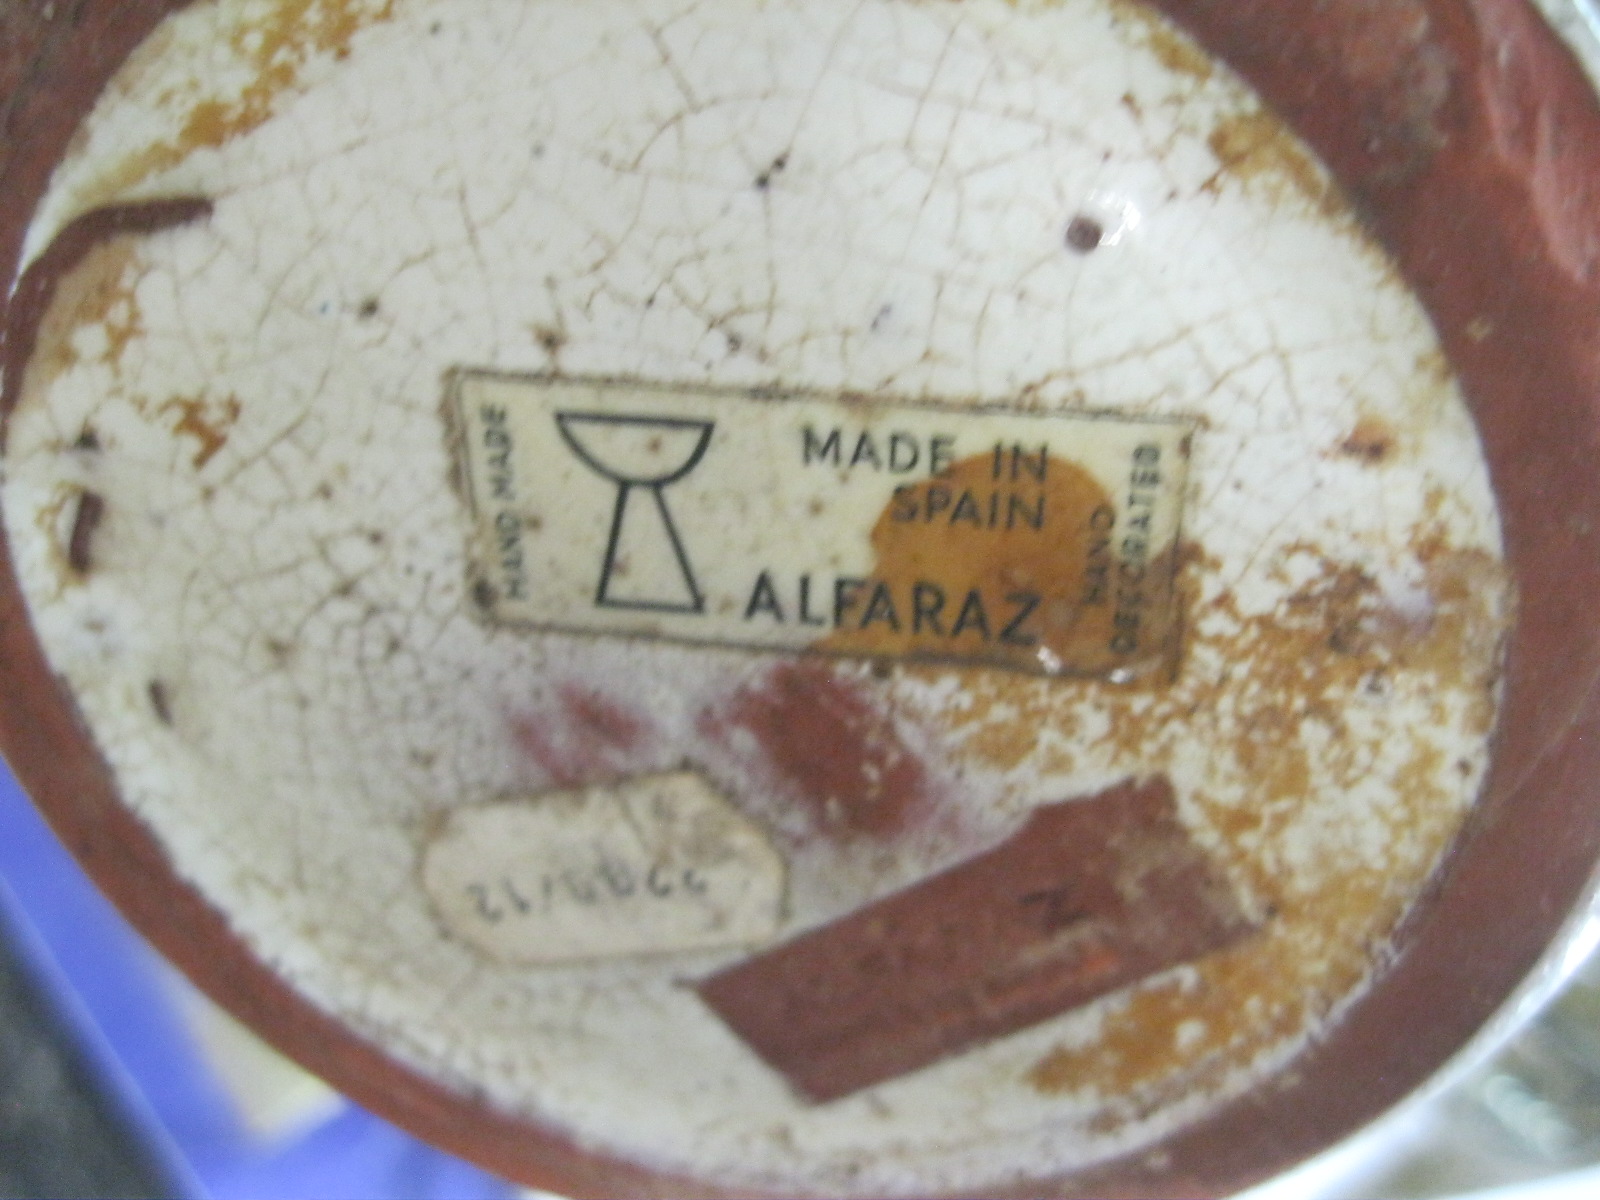 HAND MADE
MADE IN
SPAIN
ALFARAZ
HAND
DECORATED